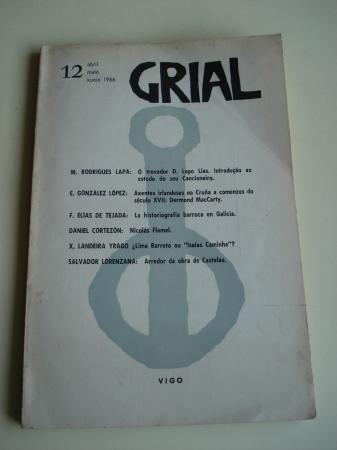 12 abril
maio
xunio 1966
GRIAL
M. RODRIGUES LAPA: O trovador D. Lopo Lias. Introdução ao
estudo do seu Cancioneiro.
E. GONZÁLEZ LÓPEZ: Axentes irlandeses na Cruña a comenzos do
século XVII: Dermond MacCarty.
F. ELIAS DE TEJADA: La historiografía barroca en Galicia.
DANIEL CORTEZÓN: Nicolás Flamel.
X. LANDEIRA YRAGO ¿Lima Barreto ou "Isaías Caminha"?
SALVADOR LORENZANA: Arredor da obra de Castelao.
VIGO